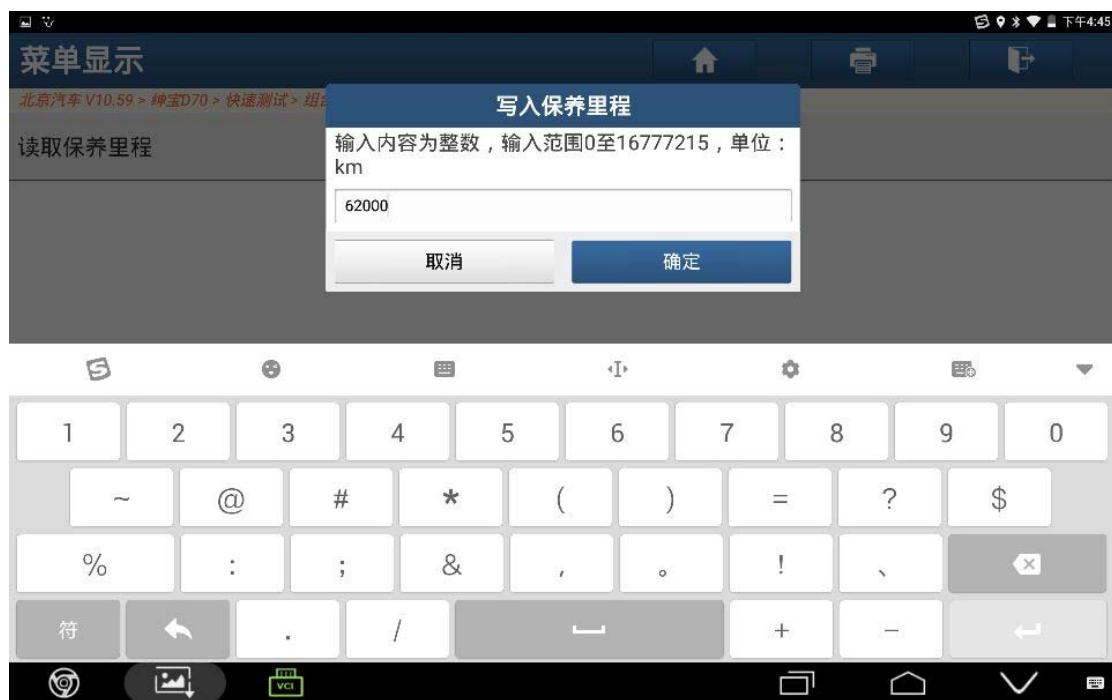 下午4:45
菜单显示
北京汽车 V10.59 > 绅宝D70 > 快速测试 > 组
写入保养里程
读取保养里程
输入内容为整数，输入范围0至16777215，单位：
km
62000
取消
确定
1 2 3 4 5 6 7 8 9 0
~ @ # * ( ) = ? $
% : ; & , 。 ! 、
符 . / + −
VCI